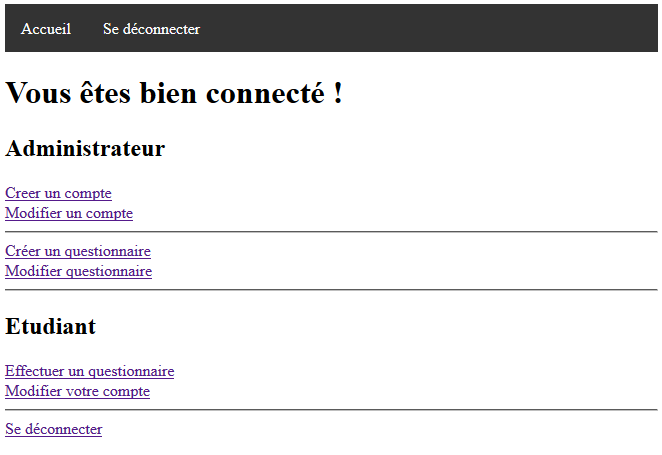 Accueil Se déconnecter
Vous êtes bien connecté !
Administrateur
Creer un compte
Modifier un compte
Créer un questionnaire
Modifier questionnaire
Etudiant
Effectuer un questionnaire
Modifier votre compte
Se déconnecter